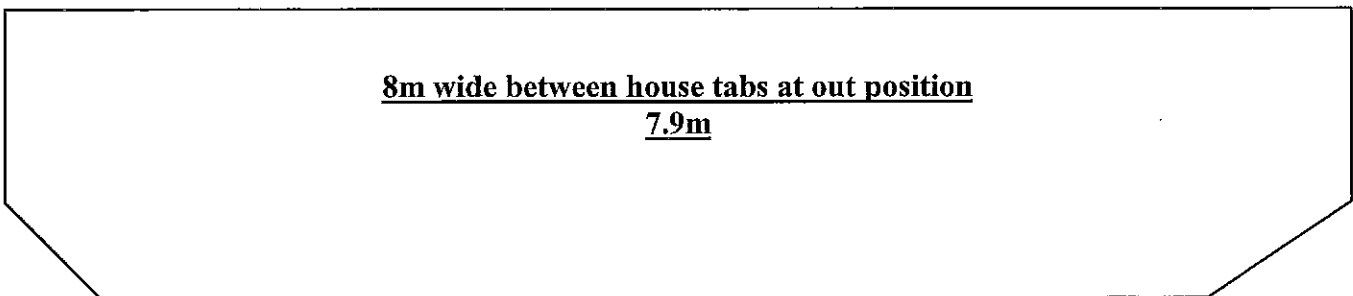 8m wide between house tabs at out position
7.9m